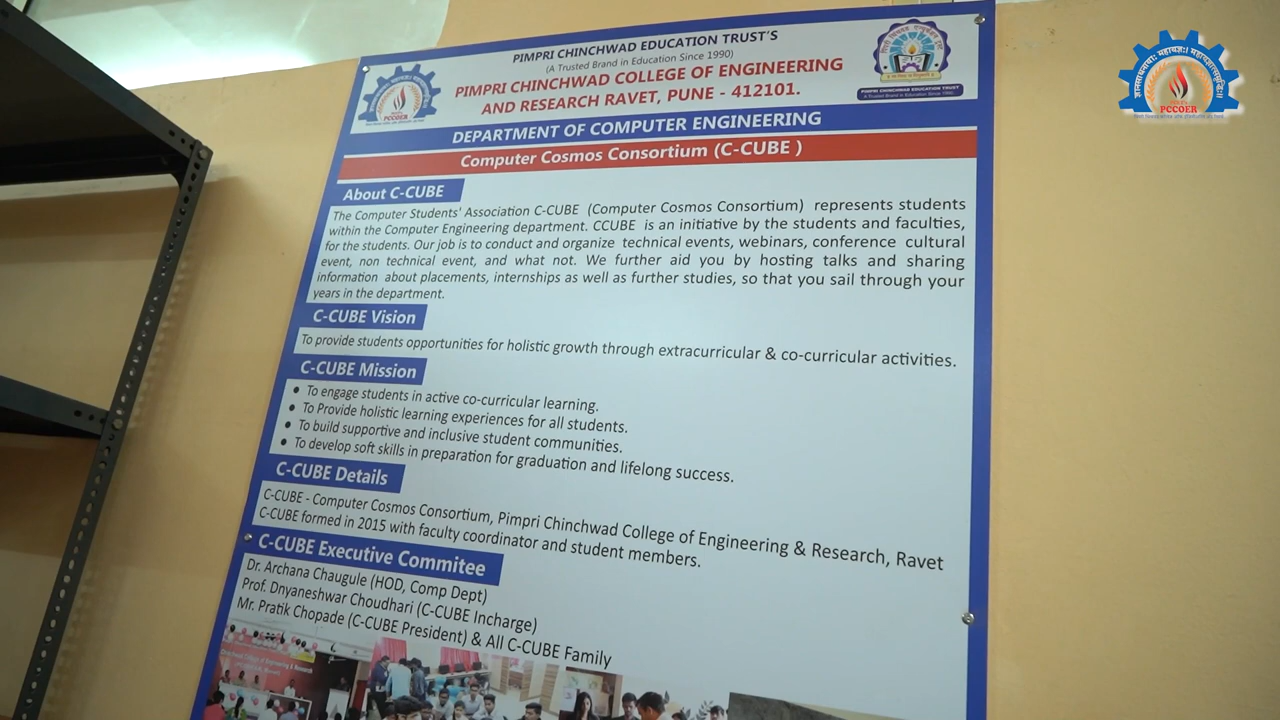 PIMPRI CHINCHWAD EDUCATION TRUST'S
(A Trusted Brand in Education Since 1990)
PIMPRI CHINCHWAD COLLEGE OF ENGINEERING
AND RESEARCH RAVET, PUNE - 412101.
PCCOER
PIMPRI CHINCHWAD EDUCATION TRUST
A Trusted Brand in Education Since 1990
PCCOER
DEPARTMENT OF COMPUTER ENGINEERING
Computer Cosmos Consortium (C-CUBE )
About C-CUBE
The Computer Students' Association C-CUBE (Computer Cosmos Consortium) represents students
within the Computer Engineering department. CCUBE is an initiative by the students and faculties,
for the students. Our job is to conduct and organize technical events, webinars, conference cultural
event, non technical event, and what not. We further aid you by hosting talks and sharing
information about placements, internships as well as further studies, so that you sail through your
years in the department.
C-CUBE Vision
To provide students opportunities for holistic growth through extracurricular & co-curricular activities.
C-CUBE Mission
• To engage students in active co-curricular learning.
• To Provide holistic learning experiences for all students.
• To build supportive and inclusive student communities.
• To develop soft skills in preparation for graduation and lifelong success.
C-CUBE Details
C-CUBE - Computer Cosmos Consortium, Pimpri Chinchwad College of Engineering & Research, Ravet
C-CUBE formed in 2015 with faculty coordinator and student members.
C-CUBE Executive Commitee
Dr. Archana Chaugule (HOD, Comp Dept)
Prof. Dnyaneshwar Choudhari (C-CUBE Incharge)
Mr. Pratik Chopade (C-CUBE President) & All C-CUBE Family